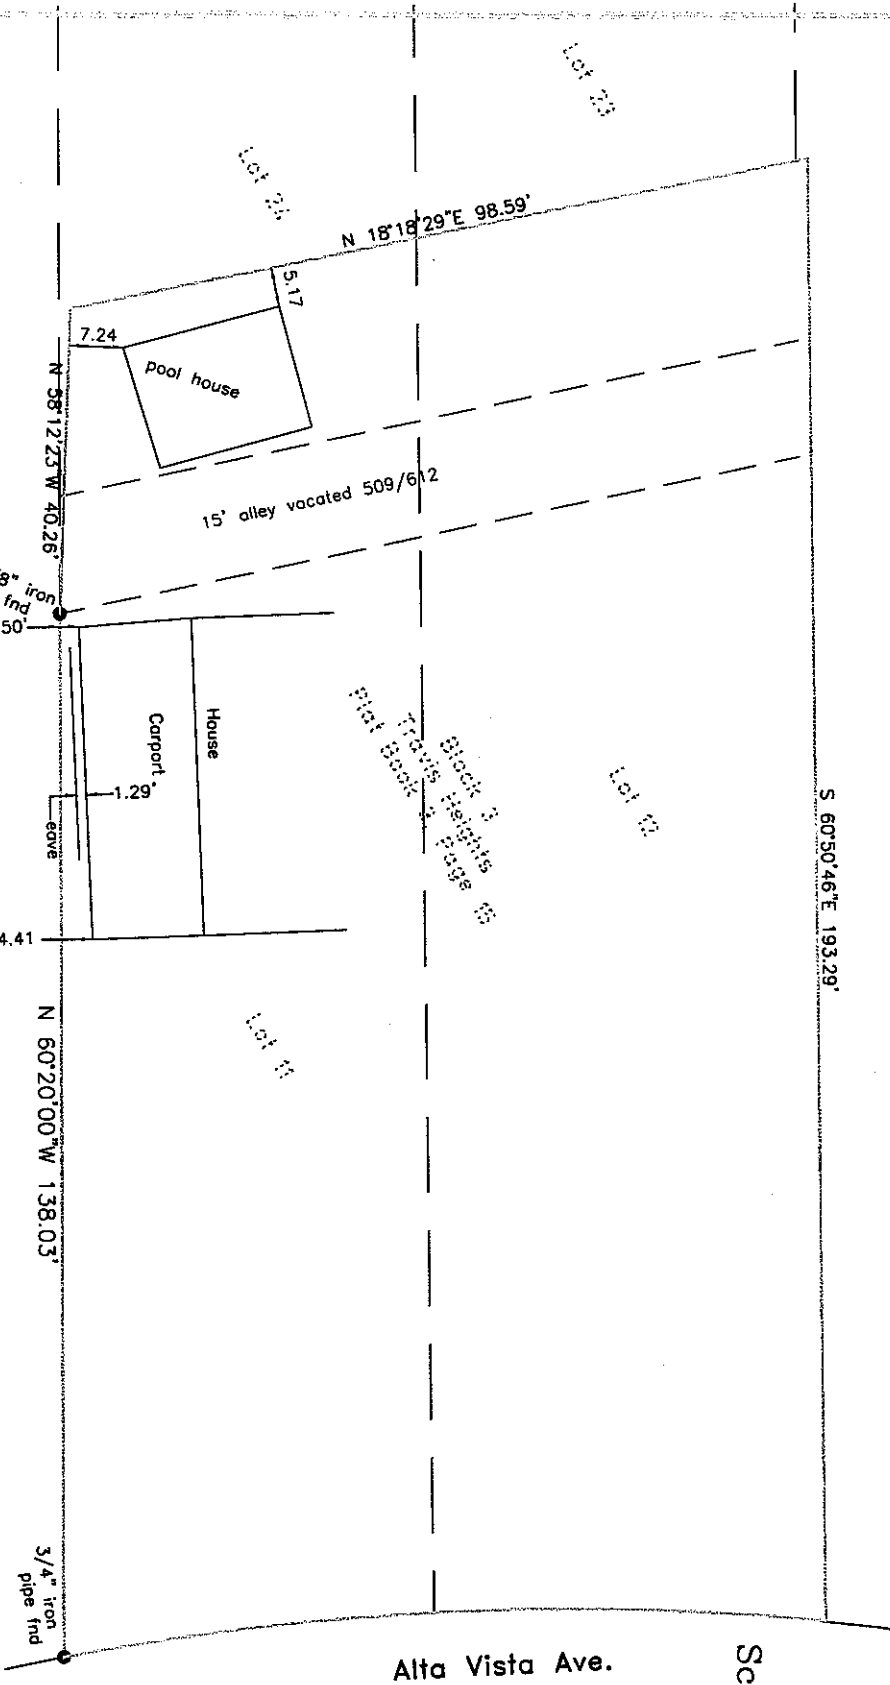 Lot 23
Lot 24
N 18°18'29"E 98.59'
5.17
7.24
pool house
N 58°12'23 W 40.26'
15' alley vacated 509/612
8" iron
fnd
50'
House
Carport
1.29'
eave
Block 3
Travis Heights
Plat Book Page 15
Lot 12
S 60°50'46"E 193.29'
4.41
Lot 11
N 60°20'00"W 138.03'
3/4" iron
pipe fnd
Alta Vista Ave.
Sc